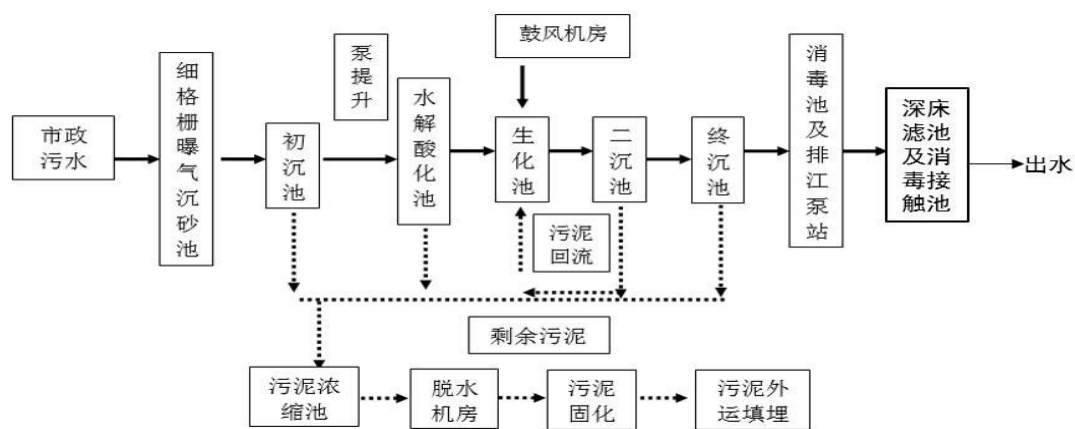 市政
污水
细格栅曝气沉砂池
初沉池
泵提升
水解酸化池
鼓风机房
生化池
污泥
回流
二沉池
终沉池
消毒池及排江泵站
深床
滤池
及消
毒接
触池
出水
剩余污泥
污泥浓
缩池
脱水
机房
污泥
固化
污泥外
运填埋